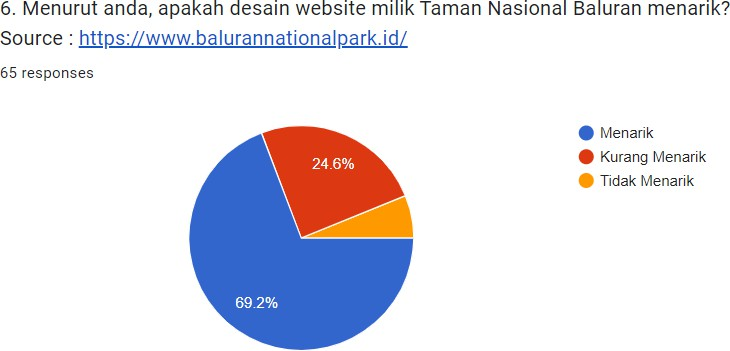 6. Menurut anda, apakah desain website milik Taman Nasional Baluran menarik?
Source : https://www.balurannationalpark.id/
65 responses
Menarik
Kurang Menarik
Tidak Menarik
24.6%
69.2%